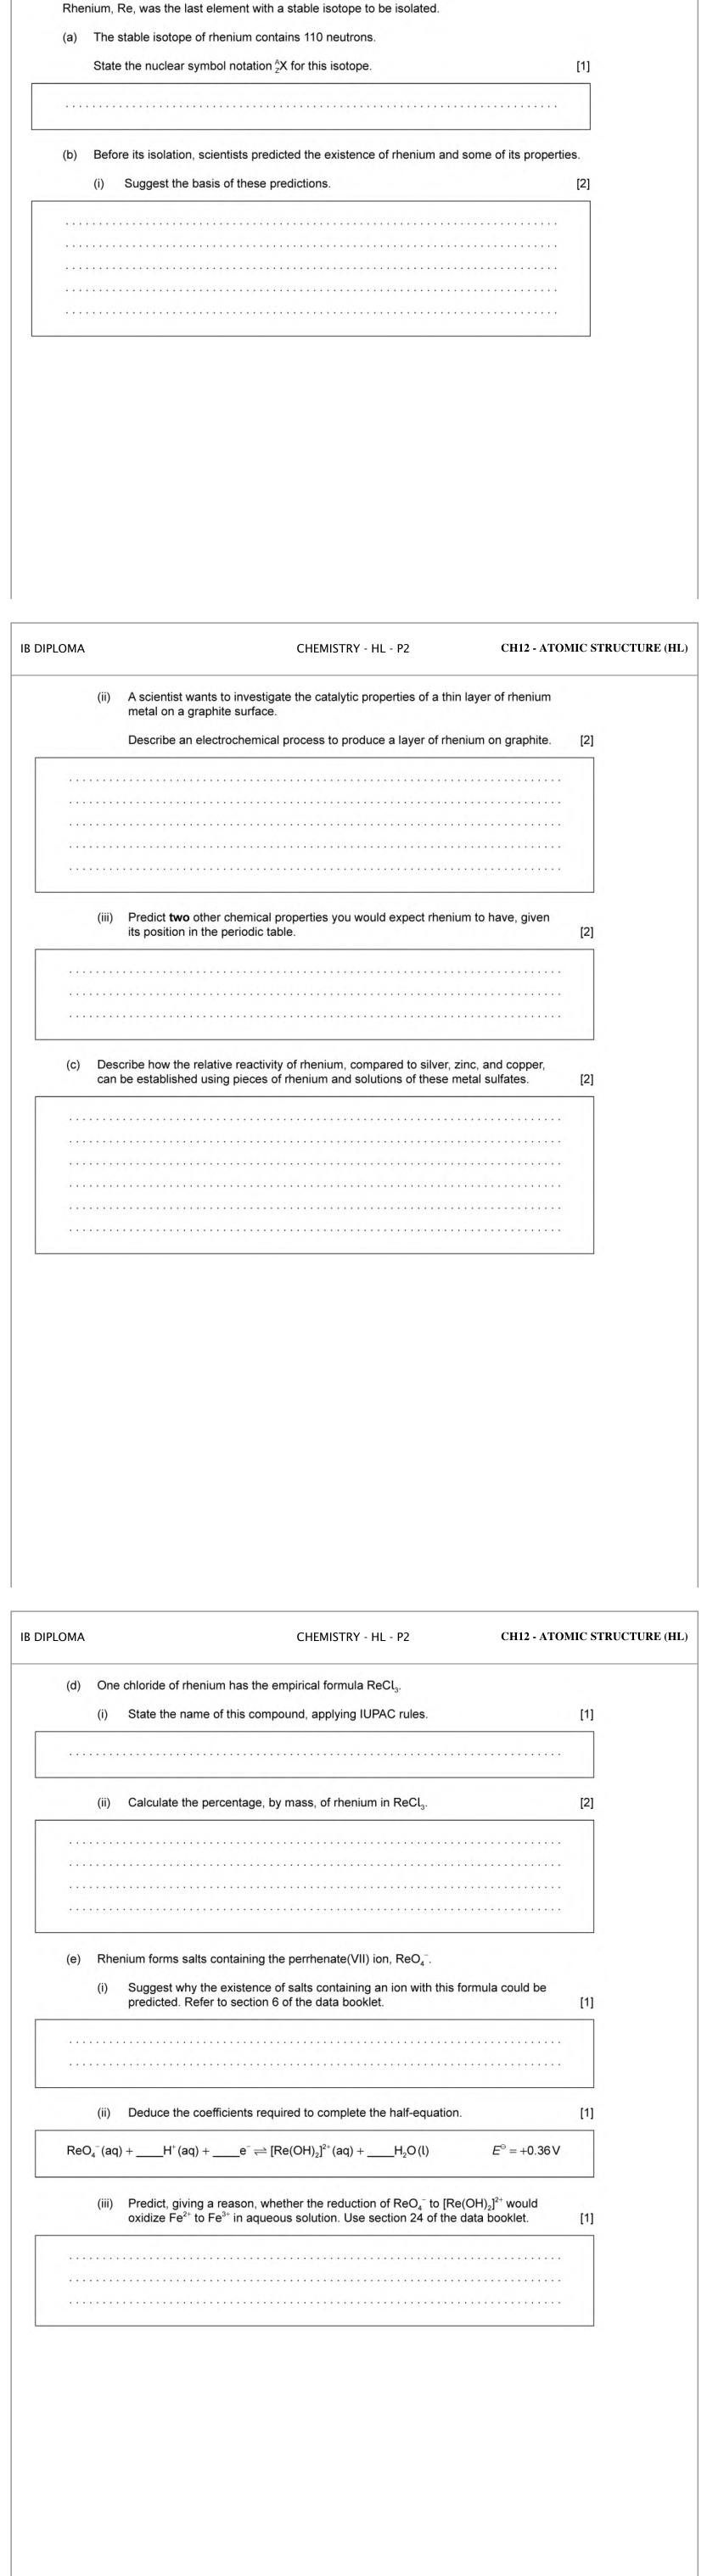 Rhenium, Re, was the last element with a stable isotope to be isolated.
(a) The stable isotope of rhenium contains 110 neutrons.
State the nuclear symbol notation ᴬ_ZX for this isotope. [1]
(b) Before its isolation, scientists predicted the existence of rhenium and some of its properties.
(i) Suggest the basis of these predictions. [2]
IB DIPLOMA CHEMISTRY - HL - P2 CH12 - ATOMIC STRUCTURE (HL)
(ii) A scientist wants to investigate the catalytic properties of a thin layer of rhenium
metal on a graphite surface.
Describe an electrochemical process to produce a layer of rhenium on graphite. [2]
(iii) Predict two other chemical properties you would expect rhenium to have, given
its position in the periodic table. [2]
(c) Describe how the relative reactivity of rhenium, compared to silver, zinc, and copper,
can be established using pieces of rhenium and solutions of these metal sulfates. [2]
IB DIPLOMA CHEMISTRY - HL - P2 CH12 - ATOMIC STRUCTURE (HL)
(d) One chloride of rhenium has the empirical formula ReCl₃.
(i) State the name of this compound, applying IUPAC rules. [1]
(ii) Calculate the percentage, by mass, of rhenium in ReCl₃. [2]
(e) Rhenium forms salts containing the perrhenate(VII) ion, ReO₄⁻.
(i) Suggest why the existence of salts containing an ion with this formula could be
predicted. Refer to section 6 of the data booklet. [1]
(ii) Deduce the coefficients required to complete the half-equation. [1]
ReO₄⁻(aq) + ____H⁺(aq) + ____e⁻ ⇌ [Re(OH)₂]²⁺(aq) + ____H₂O(l) E⊖ = +0.36 V
(iii) Predict, giving a reason, whether the reduction of ReO₄⁻ to [Re(OH)₂]²⁺ would
oxidize Fe²⁺ to Fe³⁺ in aqueous solution. Use section 24 of the data booklet. [1]